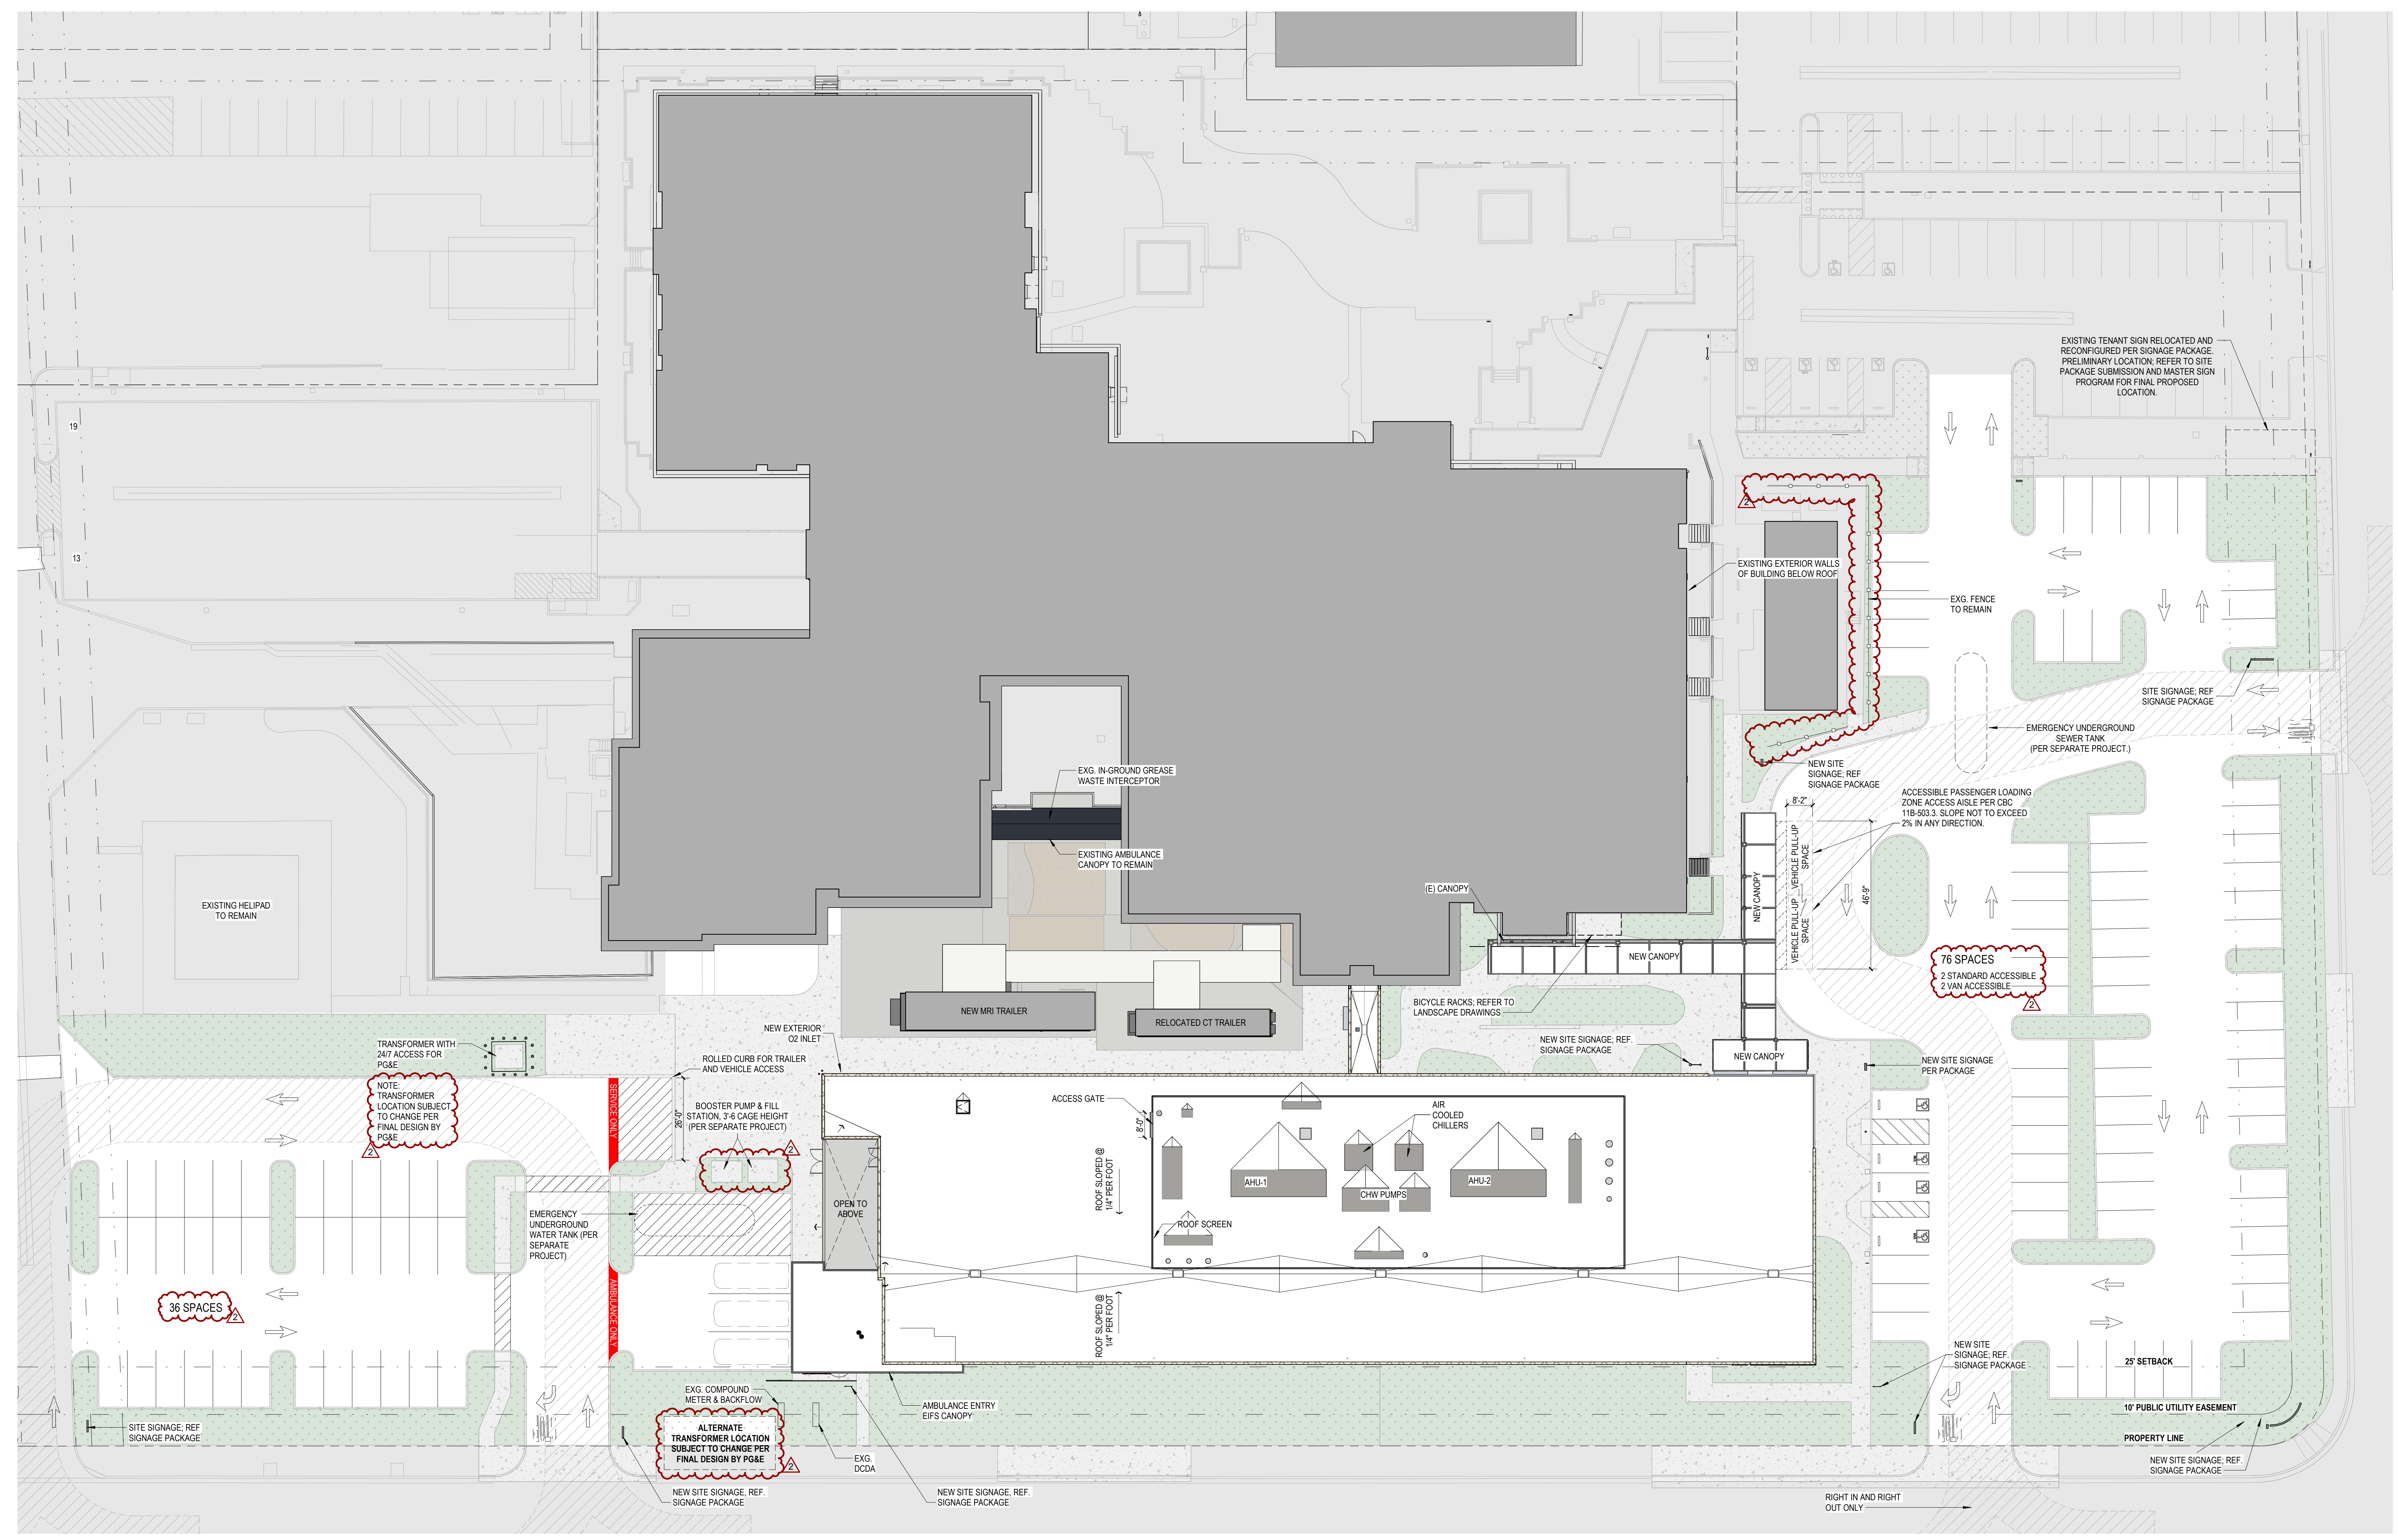 EXISTING TENANT SIGN RELOCATED AND
RECONFIGURED PER SIGNAGE PACKAGE.
PRELIMINARY LOCATION; REFER TO SITE
PACKAGE SUBMISSION AND MASTER SIGN
PROGRAM FOR FINAL PROPOSED
LOCATION.
19
13
2
EXISTING EXTERIOR WALLS
OF BUILDING BELOW ROOF
EXG. FENCE
TO REMAIN
SITE SIGNAGE; REF
SIGNAGE PACKAGE
EMERGENCY UNDERGROUND
SEWER TANK
(PER SEPARATE PROJECT.)
NEW SITE
SIGNAGE; REF
SIGNAGE PACKAGE
EXG. IN-GROUND GREASE
WASTE INTERCEPTOR
8'-2"
ACCESSIBLE PASSENGER LOADING
ZONE ACCESS AISLE PER CBC
11B-503.3. SLOPE NOT TO EXCEED
2% IN ANY DIRECTION.
EXISTING AMBULANCE
CANOPY TO REMAIN
VEHICLE PULL-UP
SPACE
VEHICLE PULL-UP
SPACE
46'-9"
NEW CANOPY
(E) CANOPY
EXISTING HELIPAD
TO REMAIN
NEW CANOPY
76 SPACES
2 STANDARD ACCESSIBLE
2 VAN ACCESSIBLE
2
NEW MRI TRAILER
RELOCATED CT TRAILER
BICYCLE RACKS; REFER TO
LANDSCAPE DRAWINGS
NEW EXTERIOR
O2 INLET
NEW SITE SIGNAGE; REF.
SIGNAGE PACKAGE
NEW CANOPY
NEW SITE SIGNAGE
PER PACKAGE
TRANSFORMER WITH
24/7 ACCESS FOR
PG&E
ROLLED CURB FOR TRAILER
AND VEHICLE ACCESS
NOTE:
TRANSFORMER
LOCATION SUBJECT
TO CHANGE PER
FINAL DESIGN BY
PG&E
2
SERVICE ONLY
26'-0"
BOOSTER PUMP & FILL
STATION, 3'-6 CAGE HEIGHT
(PER SEPARATE PROJECT)
2
ACCESS GATE
8'-0"
AIR
COOLED
CHILLERS
ROOF SLOPED @
1/4" PER FOOT
AHU-1
CHW PUMPS
AHU-2
ROOF SCREEN
OPEN TO
ABOVE
EMERGENCY
UNDERGROUND
WATER TANK (PER
SEPARATE
PROJECT)
AMBULANCE ONLY
36 SPACES
2
ROOF SLOPED @
1/4" PER FOOT
NEW SITE
SIGNAGE; REF.
SIGNAGE PACKAGE
25' SETBACK
EXG. COMPOUND
METER & BACKFLOW
AMBULANCE ENTRY
EIFS CANOPY
10' PUBLIC UTILITY EASEMENT
SITE SIGNAGE; REF
SIGNAGE PACKAGE
ALTERNATE
TRANSFORMER LOCATION
SUBJECT TO CHANGE PER
FINAL DESIGN BY PG&E
2
EXG.
DCDA
PROPERTY LINE
NEW SITE SIGNAGE; REF.
SIGNAGE PACKAGE
NEW SITE SIGNAGE, REF.
SIGNAGE PACKAGE
NEW SITE SIGNAGE, REF.
SIGNAGE PACKAGE
RIGHT IN AND RIGHT
OUT ONLY